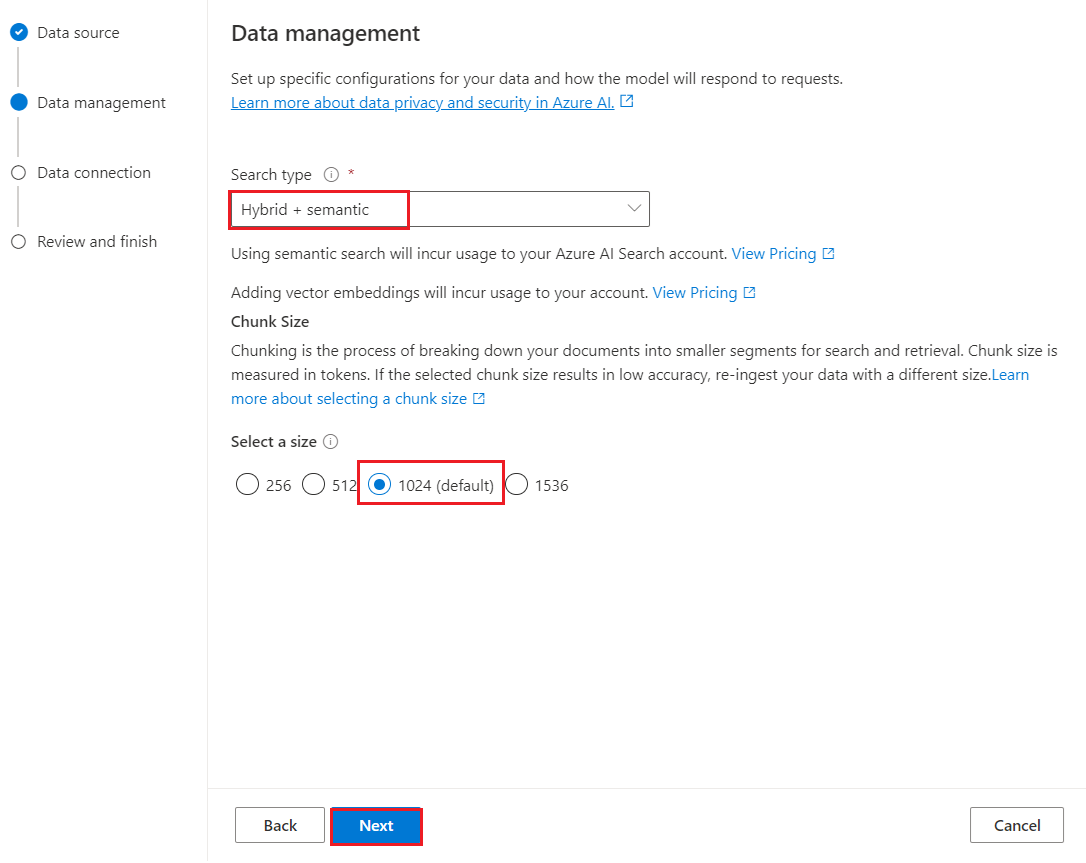 Data source
Data management
Data connection
Review and finish
Data management
Set up specific configurations for your data and how the model will respond to requests.
Learn more about data privacy and security in Azure AI.
Search type *
Hybrid + semantic
Using semantic search will incur usage to your Azure AI Search account. View Pricing
Adding vector embeddings will incur usage to your account. View Pricing
Chunk Size
Chunking is the process of breaking down your documents into smaller segments for search and retrieval. Chunk size is
measured in tokens. If the selected chunk size results in low accuracy, re-ingest your data with a different size.Learn
more about selecting a chunk size
Select a size
256 512 1024 (default) 1536
Back Next Cancel